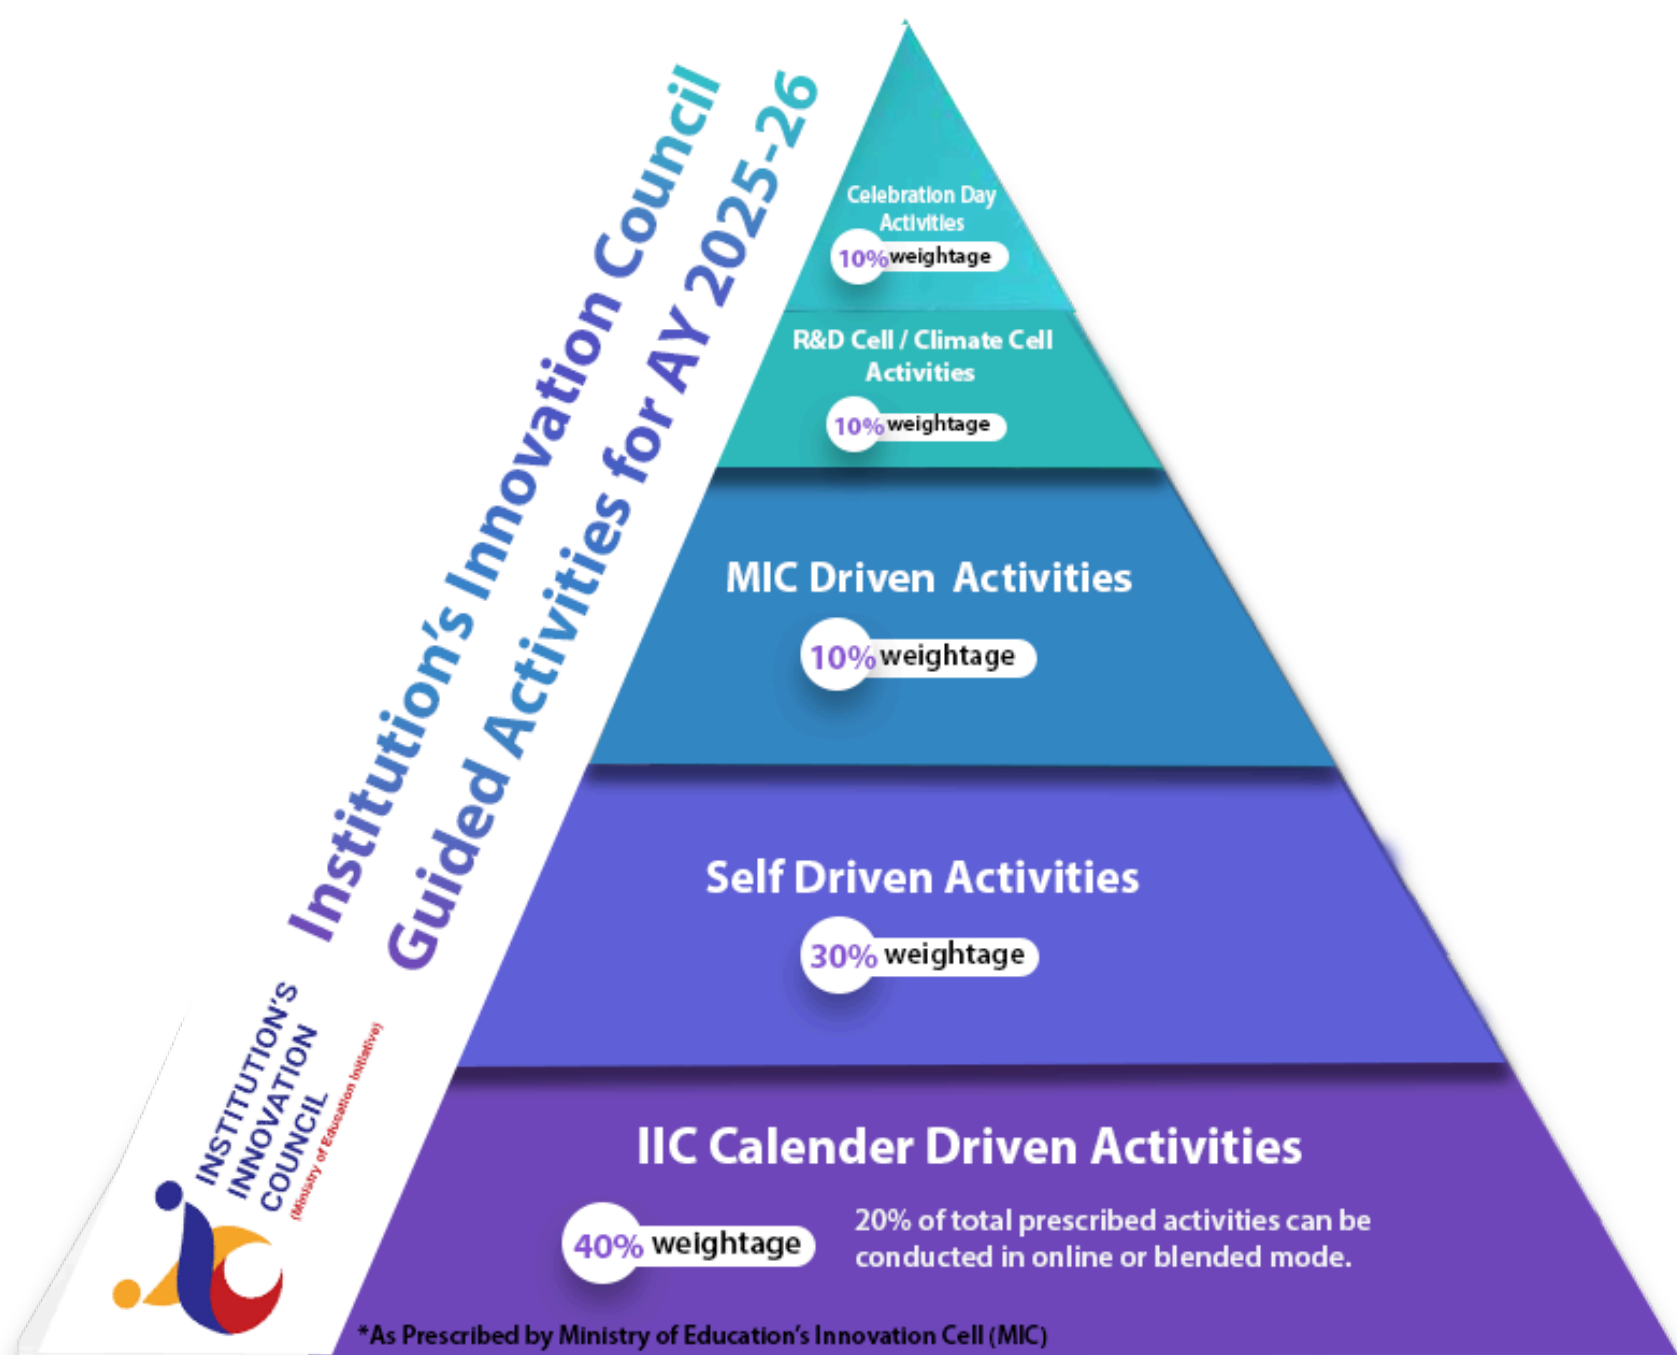 Institution's Innovation Council
Guided Activities for AY 2025-26
Celebration Day
Activities
10% weightage
R&D Cell / Climate Cell
Activities
10% weightage
MIC Driven Activities
10% weightage
Self Driven Activities
30% weightage
IIC Calender Driven Activities
40% weightage
20% of total prescribed activities can be
conducted in online or blended mode.
INSTITUTION'S
INNOVATION
COUNCIL
(Ministry of Education Initiative)
*As Prescribed by Ministry of Education's Innovation Cell (MIC)